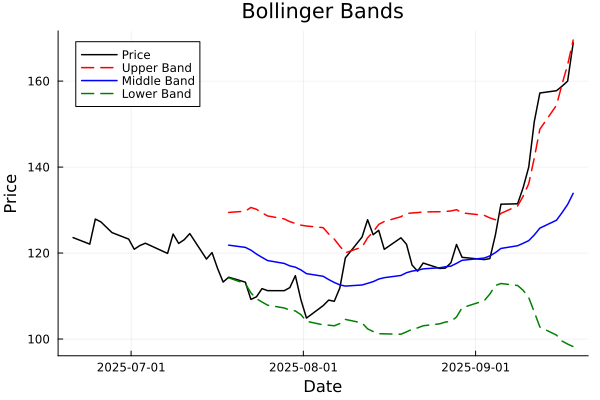 Bollinger Bands
Price
Upper Band
Middle Band
Lower Band
160
140
120
100
Price
2025-07-01
2025-08-01
2025-09-01
Date